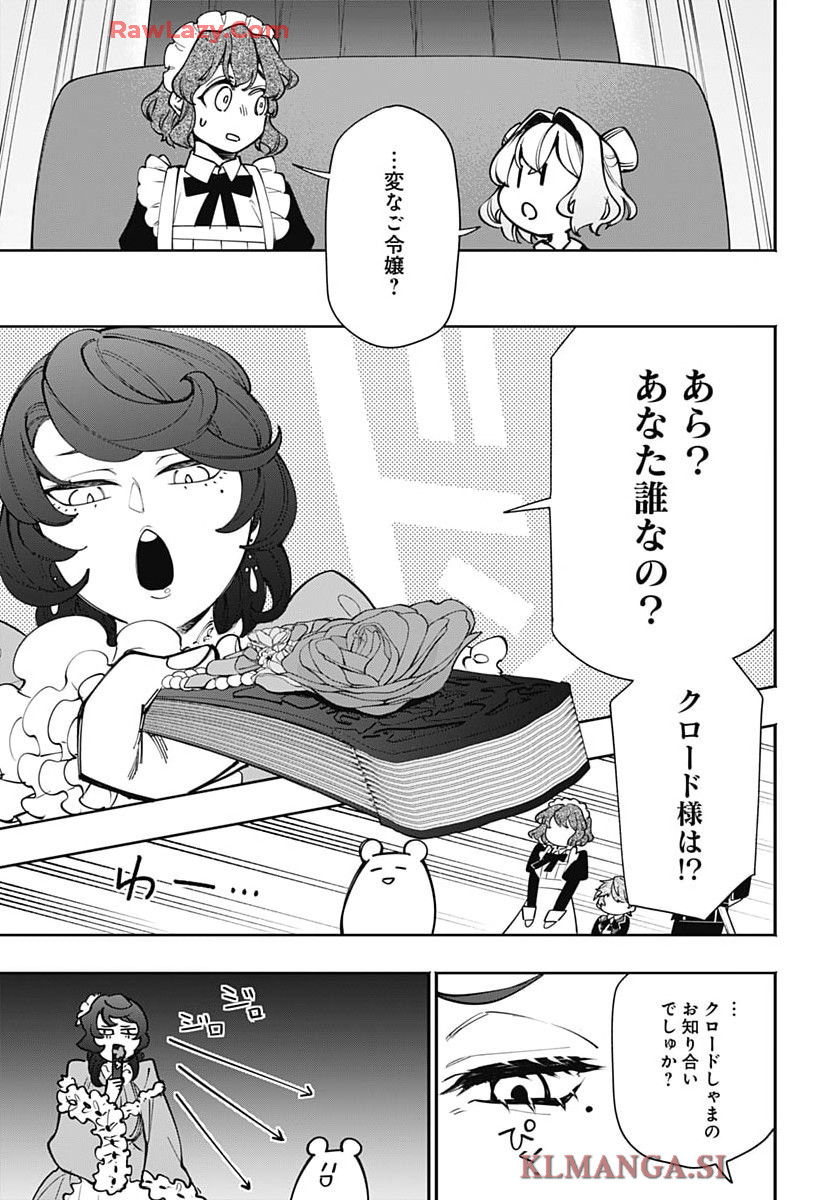 RawLazy.Com
…変なご令嬢？
あら？
あなた誰なの？
クロード様は!?
わー…
…
クロードしゃまの
お知り合い
でしゅか？
ぴくっ
ジロ
ジロ
KLMANGA.SI